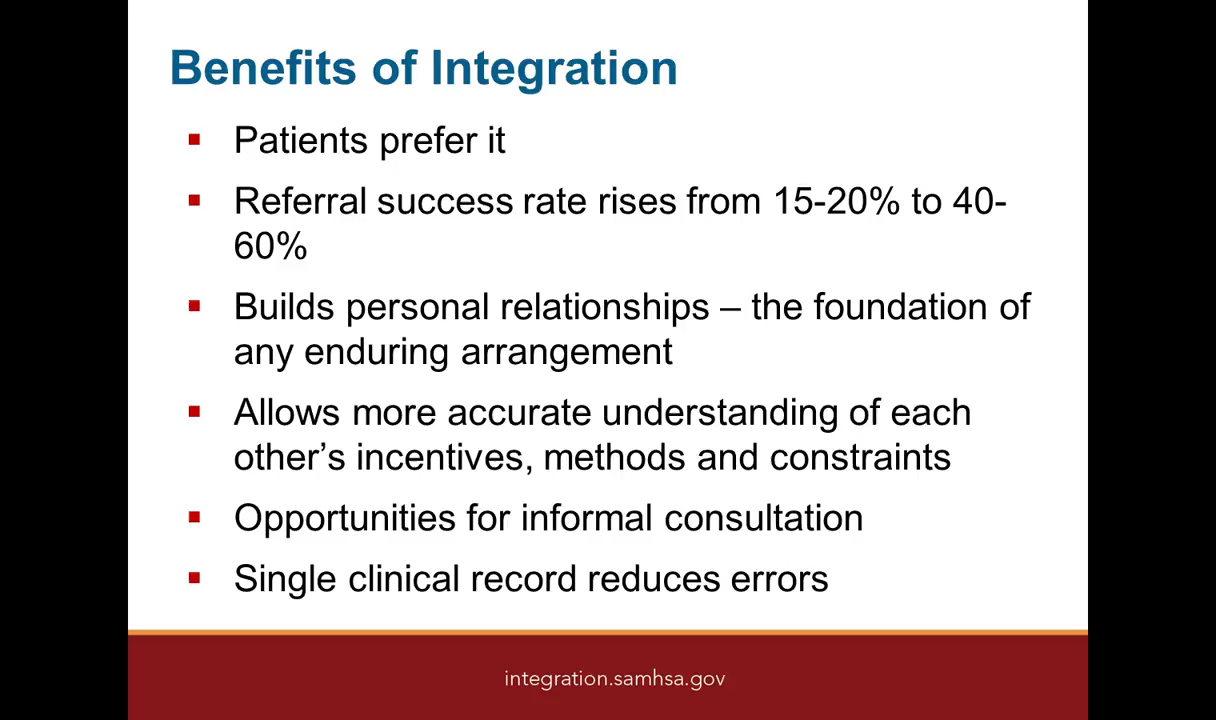 Benefits of Integration
▪ Patients prefer it
▪ Referral success rate rises from 15-20% to 40-
60%
▪ Builds personal relationships – the foundation of
any enduring arrangement
▪ Allows more accurate understanding of each
other’s incentives, methods and constraints
▪ Opportunities for informal consultation
▪ Single clinical record reduces errors
integration.samhsa.gov